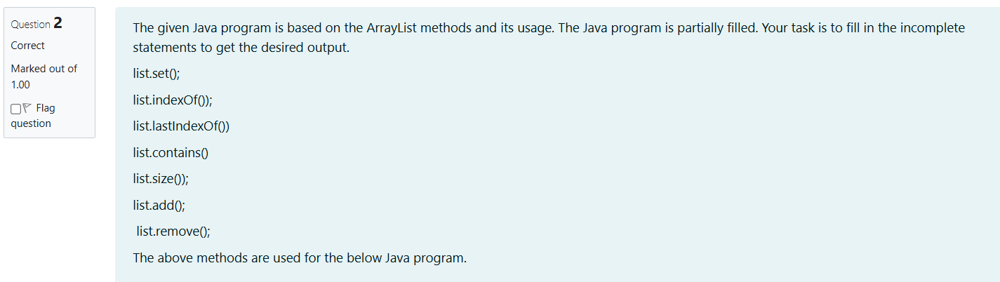 Question 2
Correct
Marked out of
1.00
Flag
question
The given Java program is based on the ArrayList methods and its usage. The Java program is partially filled. Your task is to fill in the incomplete
statements to get the desired output.
list.set();
list.indexOf());
list.lastIndexOf())
list.contains()
list.size());
list.add();
list.remove();
The above methods are used for the below Java program.